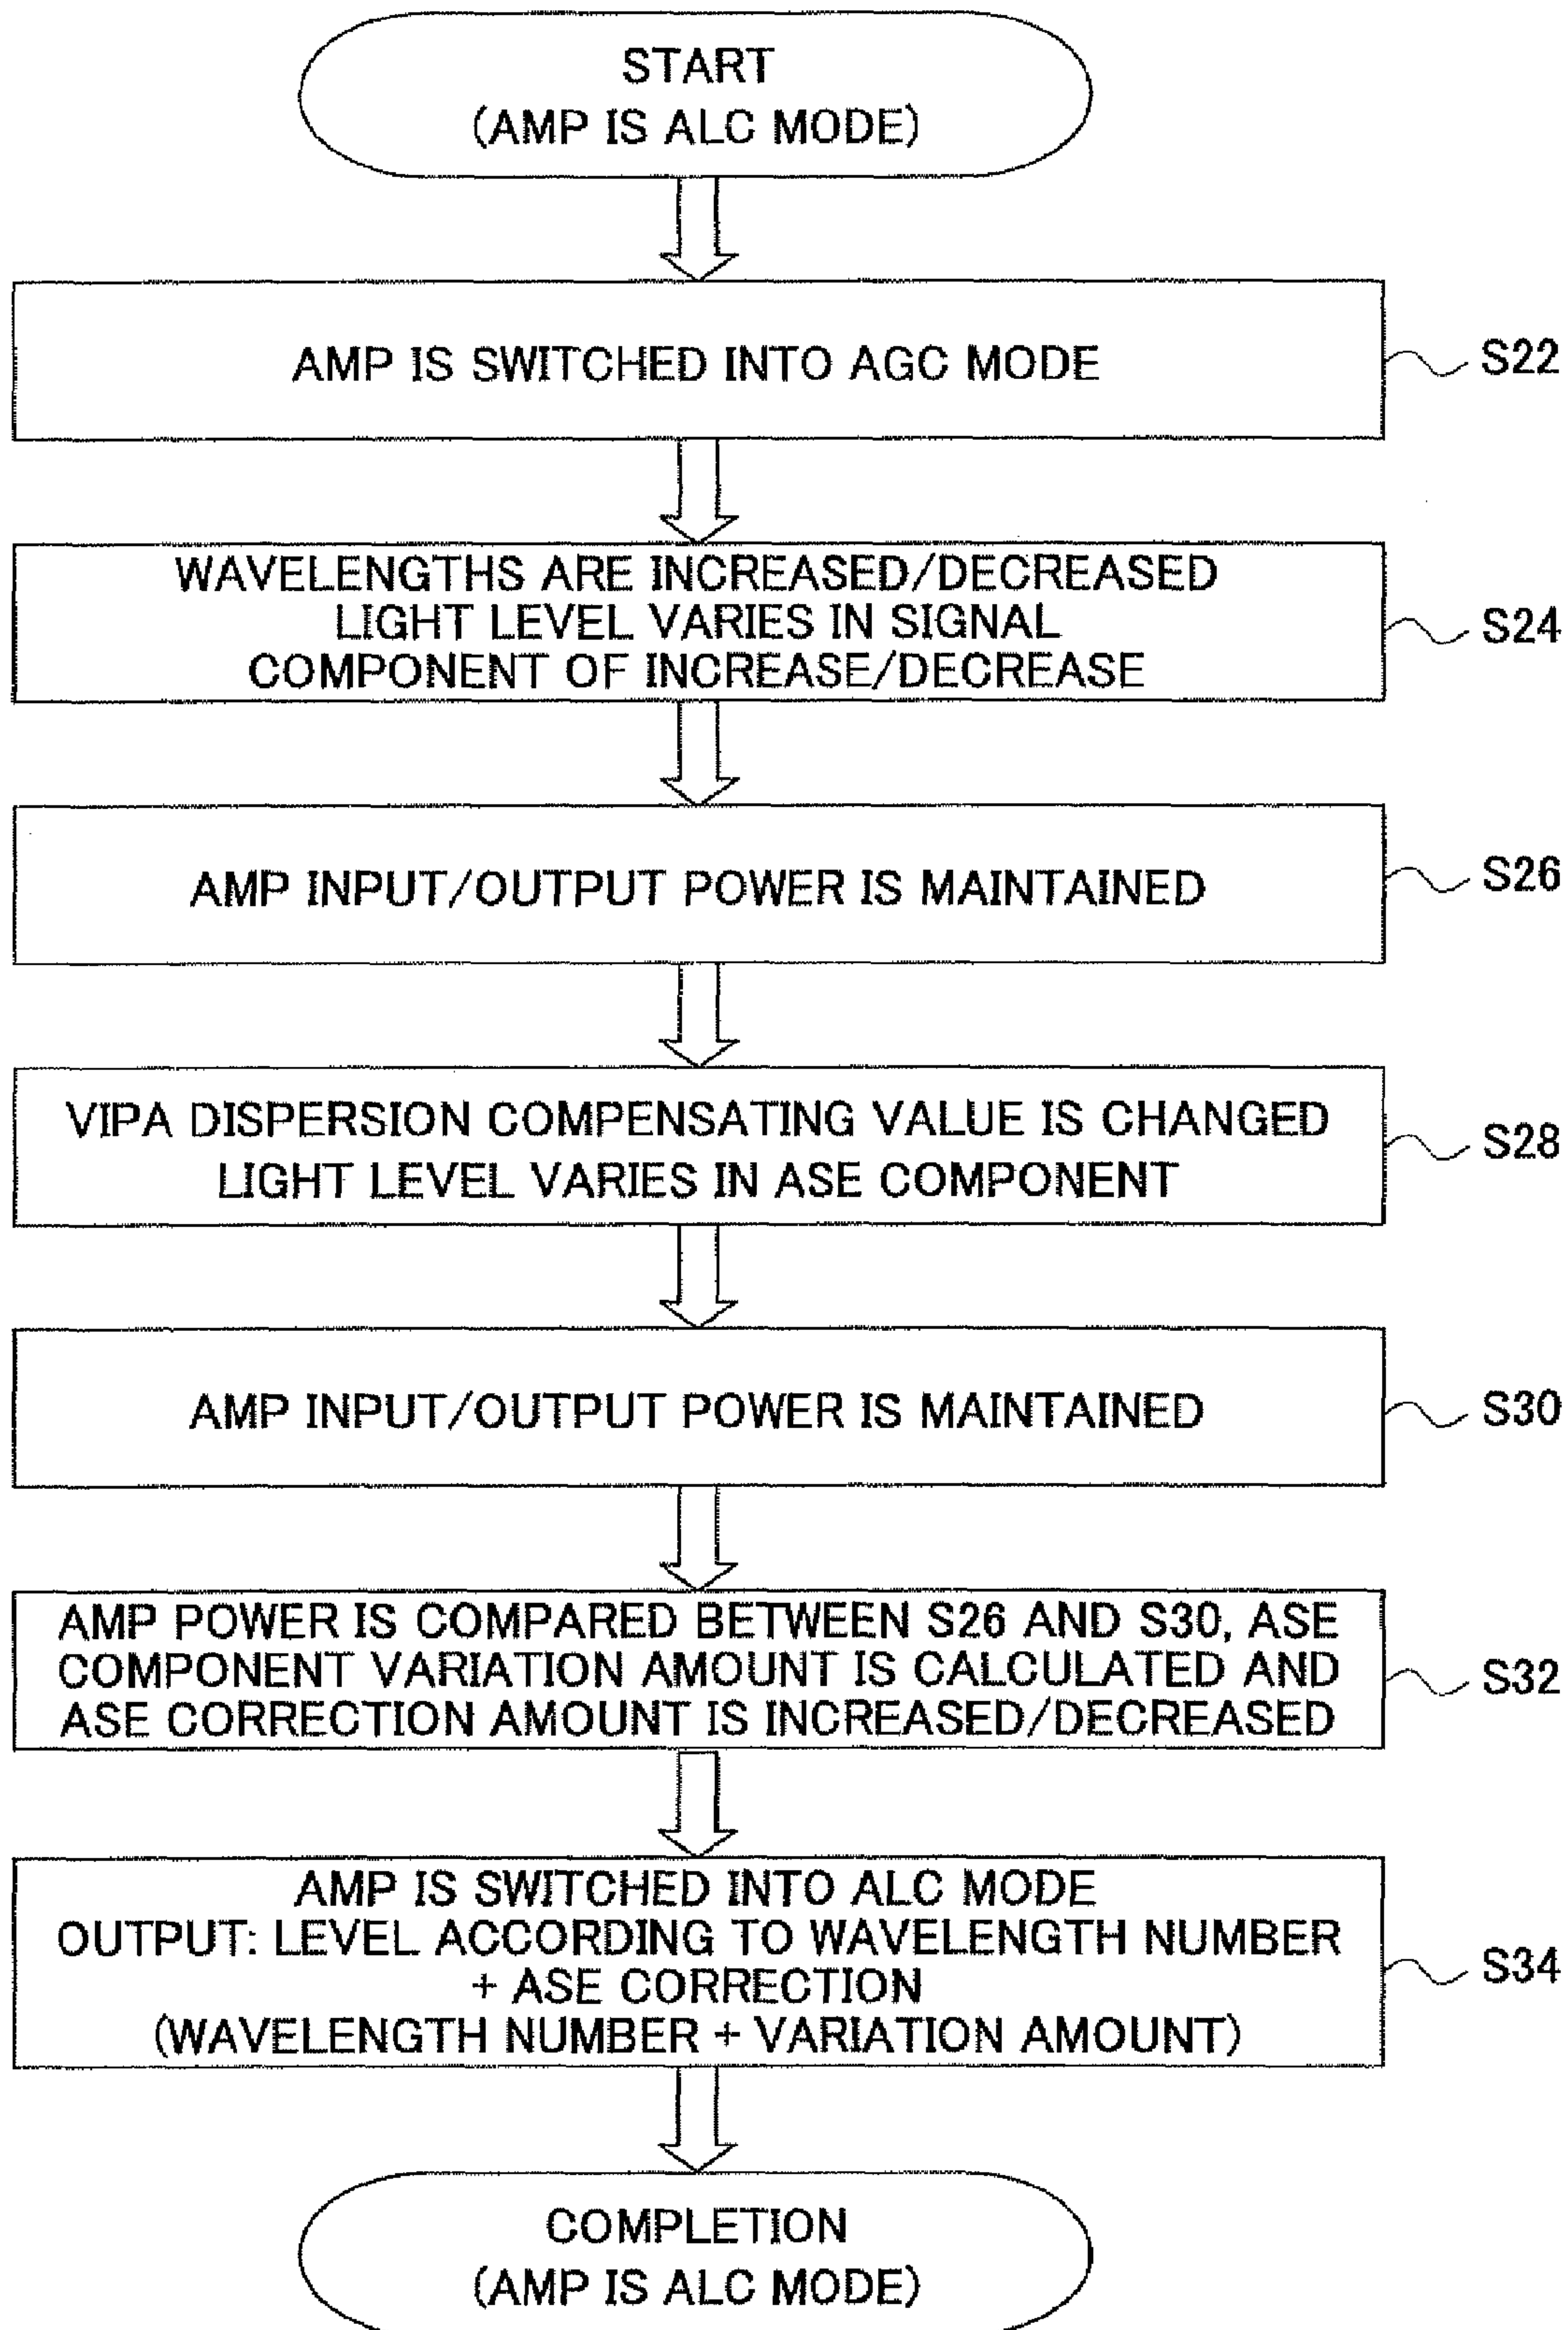 START
(AMP IS ALC MODE)
AMP IS SWITCHED INTO AGC MODE
S22
WAVELENGTHS ARE INCREASED/DECREASED
LIGHT LEVEL VARIES IN SIGNAL
COMPONENT OF INCREASE/DECREASE
S24
AMP INPUT/OUTPUT POWER IS MAINTAINED
S26
VIPA DISPERSION COMPENSATING VALUE IS CHANGED
LIGHT LEVEL VARIES IN ASE COMPONENT
S28
AMP INPUT/OUTPUT POWER IS MAINTAINED
S30
AMP POWER IS COMPARED BETWEEN S26 AND S30, ASE
COMPONENT VARIATION AMOUNT IS CALCULATED AND
ASE CORRECTION AMOUNT IS INCREASED/DECREASED
S32
AMP IS SWITCHED INTO ALC MODE
OUTPUT: LEVEL ACCORDING TO WAVELENGTH NUMBER
+ ASE CORRECTION
(WAVELENGTH NUMBER + VARIATION AMOUNT)
S34
COMPLETION
(AMP IS ALC MODE)